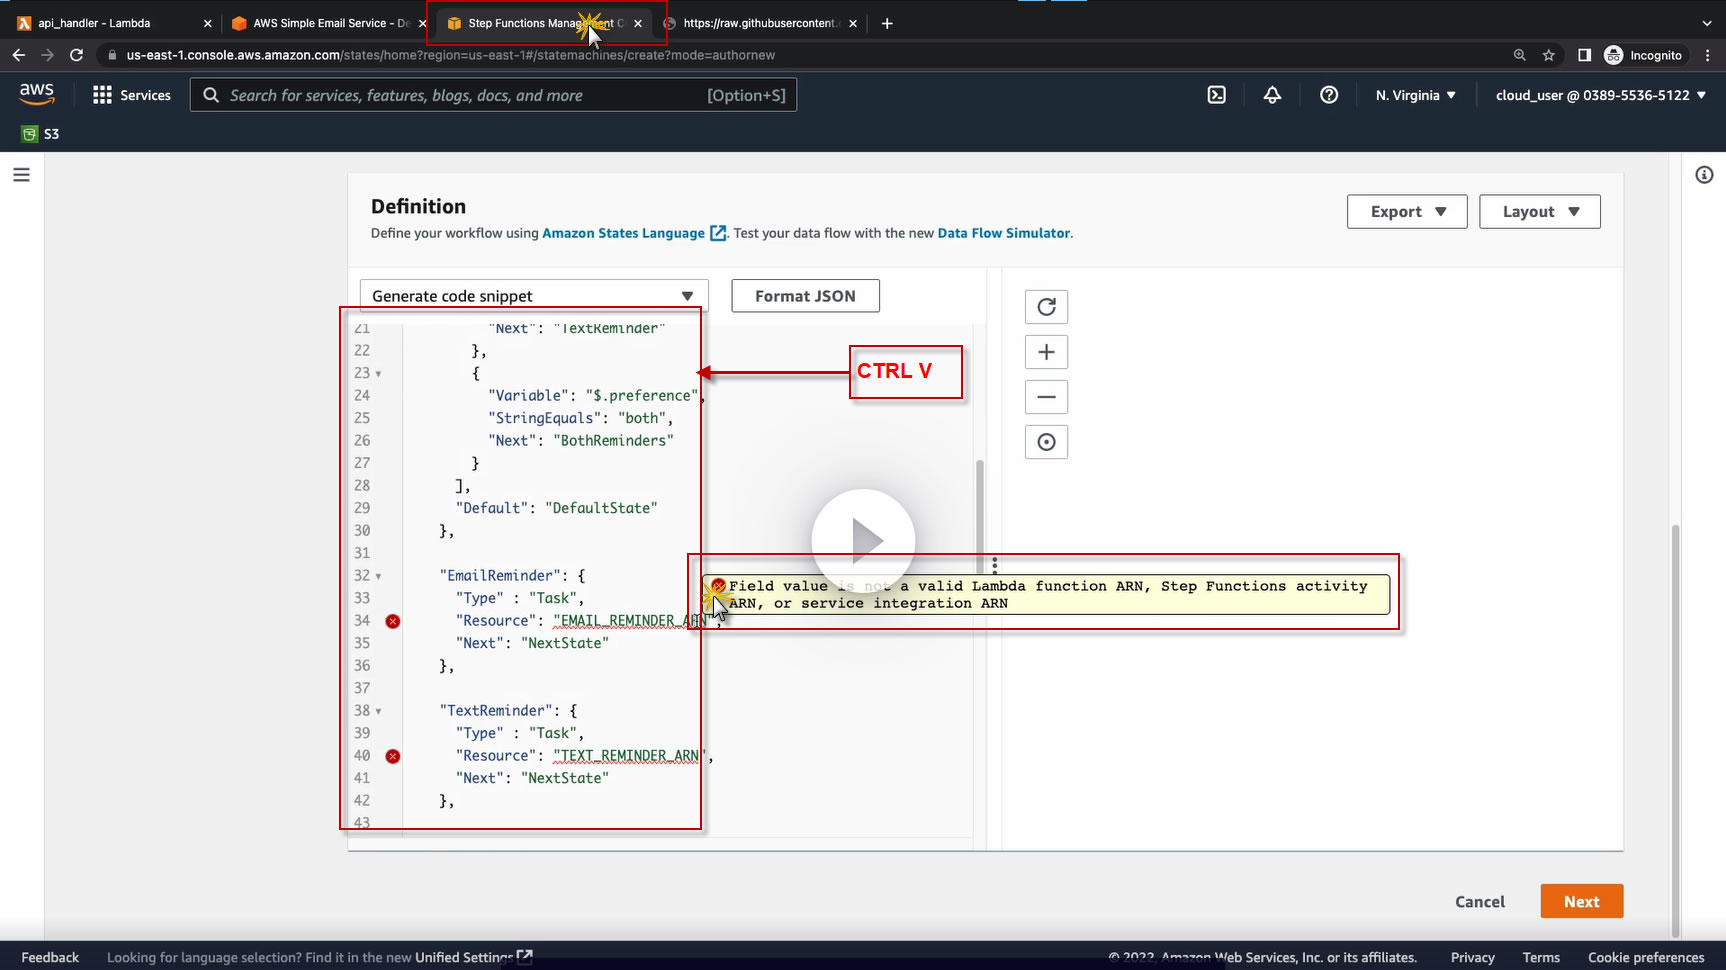 api_handler - Lambda
AWS Simple Email Service - De
Step Functions Management C
https://raw.githubusercontent.
us-east-1.console.aws.amazon.com/states/home?region=us-east-1#/statemachines/create?mode=authornew
Incognito
aws
Services
Search for services, features, blogs, docs, and more
[Option+S]
N. Virginia
cloud_user @ 0389-5536-5122
S3
Definition
Define your workflow using Amazon States Language. Test your data flow with the new Data Flow Simulator.
Export
Layout
Generate code snippet
Format JSON
21 "Next": "TextReminder"
22 },
23 {
24 "Variable": "$.preference",
25 "StringEquals": "both",
26 "Next": "BothReminders"
27 }
28 ],
29 "Default": "DefaultState"
30 },
31
32 "EmailReminder": {
33 "Type" : "Task",
34 "Resource": "EMAIL_REMINDER_ARN",
35 "Next": "NextState"
36 },
37
38 "TextReminder": {
39 "Type" : "Task",
40 "Resource": "TEXT_REMINDER_ARN",
41 "Next": "NextState"
42 },
43
CTRL V
Field value is not a valid Lambda function ARN, Step Functions activity
ARN, or service integration ARN
Cancel
Next
Feedback
Looking for language selection? Find it in the new Unified Settings
© 2022, Amazon Web Services, Inc. or its affiliates.
Privacy
Terms
Cookie preferences